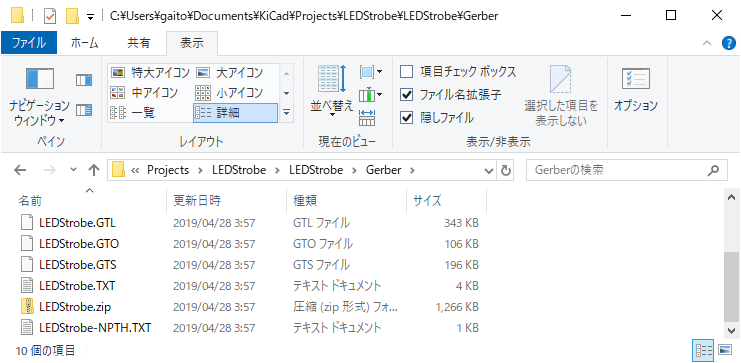 C:¥Users¥gaito¥Documents¥KiCad¥Projects¥LEDStrobe¥LEDStrobe¥Gerber
ファイル ホーム 共有 表示
ナビゲーション ウィンドウ
特大アイコン 大アイコン
中アイコン 小アイコン
一覧 詳細
並べ替え
項目チェック ボックス
ファイル名拡張子
隠しファイル
選択した項目を
表示しない
オプション
ペイン レイアウト 現在のビュー 表示/非表示
Projects LEDStrobe LEDStrobe Gerber Gerberの検索
名前 更新日時 種類 サイズ
LEDStrobe.GTL 2019/04/28 3:57 GTL ファイル 343 KB
LEDStrobe.GTO 2019/04/28 3:57 GTO ファイル 106 KB
LEDStrobe.GTS 2019/04/28 3:57 GTS ファイル 196 KB
LEDStrobe.TXT 2019/04/28 3:57 テキスト ドキュメント 4 KB
LEDStrobe.zip 2019/04/28 3:57 圧縮 (zip 形式) フォ... 1,266 KB
LEDStrobe-NPTH.TXT 2019/04/28 3:57 テキスト ドキュメント 1 KB
10 個の項目